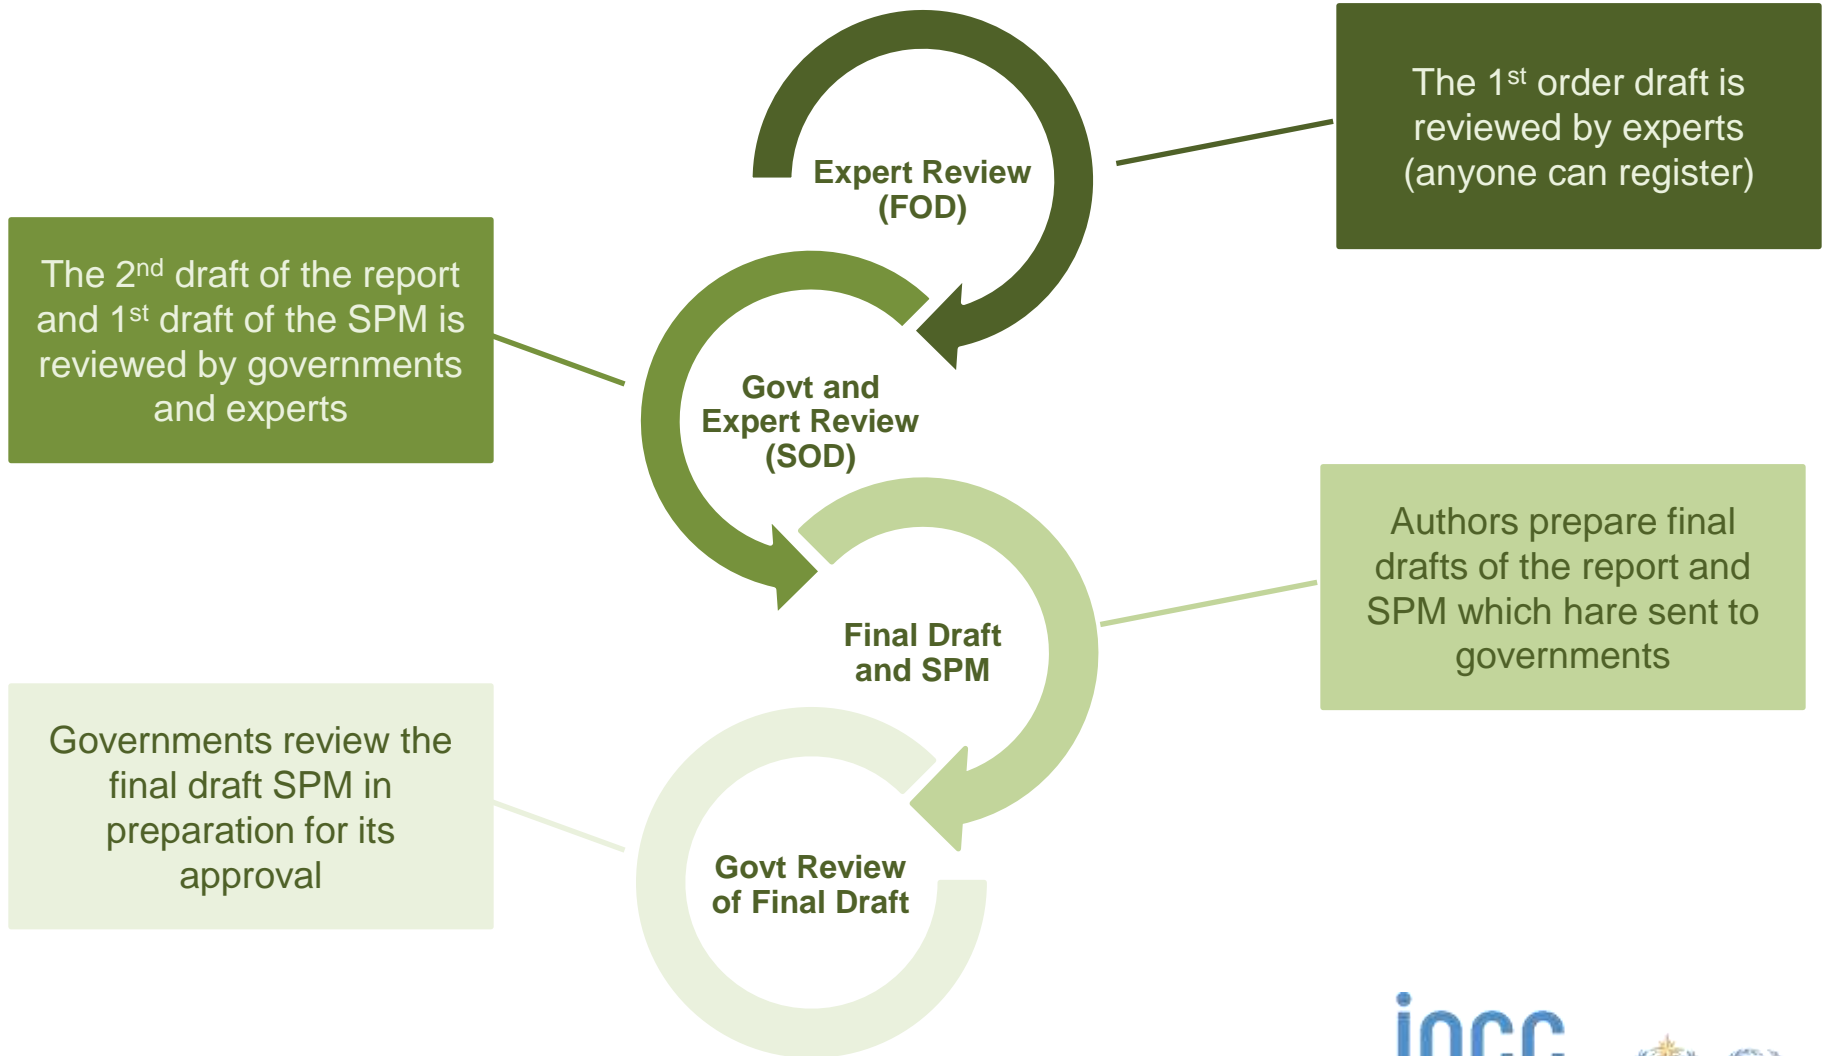 The 1st order draft is
reviewed by experts
(anyone can register)
Expert Review
(FOD)
The 2nd draft of the report
and 1st draft of the SPM is
reviewed by governments
and experts
Govt and
Expert Review
(SOD)
Authors prepare final
drafts of the report and
SPM which hare sent to
governments
Final Draft
and SPM
Governments review the
final draft SPM in
preparation for its
approval
Govt Review
of Final Draft
ipcc